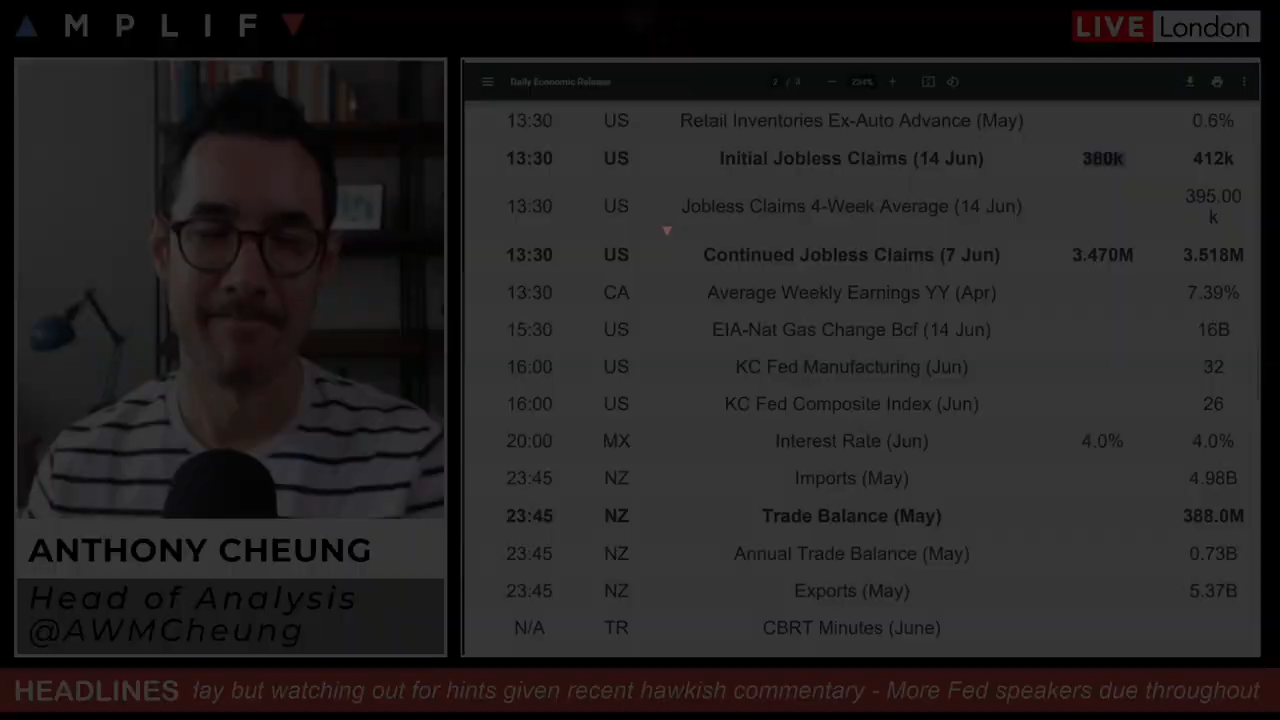 ▲ M P L I F ▼
LIVE London
Daily Economic Release 2 / 3 234%
13:30 US Retail Inventories Ex-Auto Advance (May) 0.6%
13:30 US Initial Jobless Claims (14 Jun) 380k 412k
13:30 US Jobless Claims 4-Week Average (14 Jun) 395.00
k
13:30 US Continued Jobless Claims (7 Jun) 3.470M 3.518M
13:30 CA Average Weekly Earnings YY (Apr) 7.39%
15:30 US EIA-Nat Gas Change Bcf (14 Jun) 16B
16:00 US KC Fed Manufacturing (Jun) 32
16:00 US KC Fed Composite Index (Jun) 26
20:00 MX Interest Rate (Jun) 4.0% 4.0%
23:45 NZ Imports (May) 4.98B
23:45 NZ Trade Balance (May) 388.0M
23:45 NZ Annual Trade Balance (May) 0.73B
23:45 NZ Exports (May) 5.37B
N/A TR CBRT Minutes (June)
ANTHONY CHEUNG
Head of Analysis
@AWMCheung
HEADLINES lay but watching out for hints given recent hawkish commentary - More Fed speakers due throughout